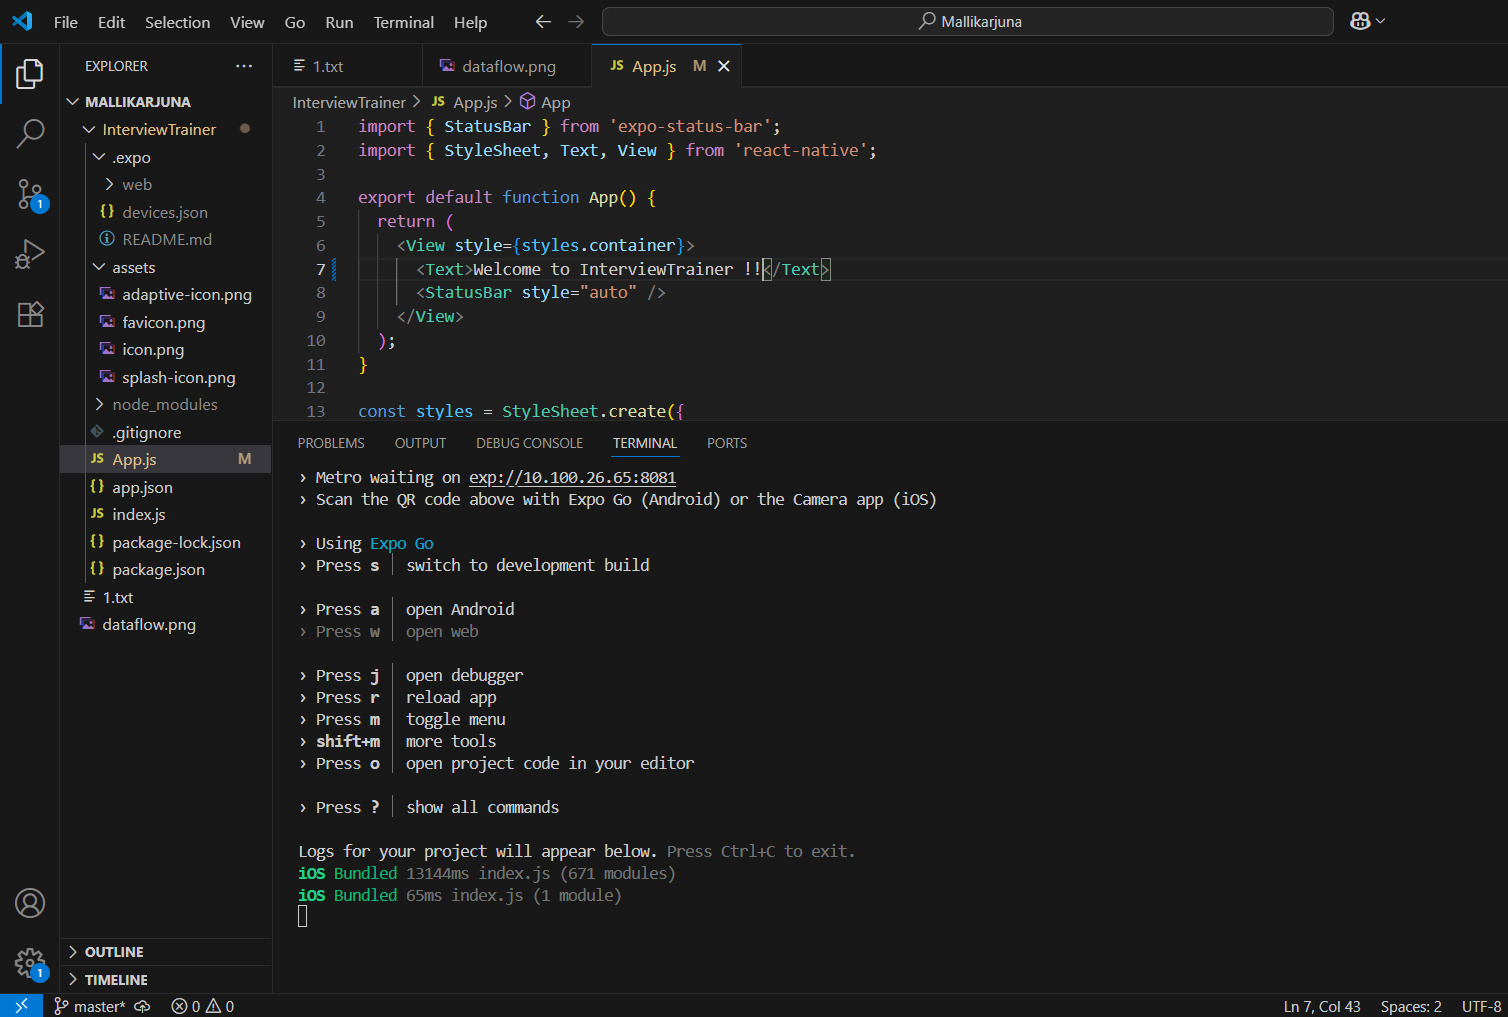 File Edit Selection View Go Run Terminal Help Mallikarjuna
EXPLORER
MALLIKARJUNA
InterviewTrainer
.expo
web
devices.json
README.md
assets
adaptive-icon.png
favicon.png
icon.png
splash-icon.png
node_modules
.gitignore
JS App.js M
{} app.json
JS index.js
{} package-lock.json
{} package.json
1.txt
dataflow.png
OUTLINE
TIMELINE
1
1
1.txt dataflow.png JS App.js M
InterviewTrainer > JS App.js > App
1 import { StatusBar } from 'expo-status-bar';
2 import { StyleSheet, Text, View } from 'react-native';
3
4 export default function App() {
5 return (
6 <View style={styles.container}>
7 <Text>Welcome to InterviewTrainer !!</Text>
8 <StatusBar style="auto" />
9 </View>
10 );
11 }
12
13 const styles = StyleSheet.create({
PROBLEMS OUTPUT DEBUG CONSOLE TERMINAL PORTS
› Metro waiting on exp://10.100.26.65:8081
› Scan the QR code above with Expo Go (Android) or the Camera app (iOS)
› Using Expo Go
› Press s │ switch to development build
› Press a │ open Android
› Press w │ open web
› Press j │ open debugger
› Press r │ reload app
› Press m │ toggle menu
› shift+m │ more tools
› Press o │ open project code in your editor
› Press ? │ show all commands
Logs for your project will appear below. Press Ctrl+C to exit.
iOS Bundled 13144ms index.js (671 modules)
iOS Bundled 65ms index.js (1 module)
master* 0 0 Ln 7, Col 43 Spaces: 2 UTF-8